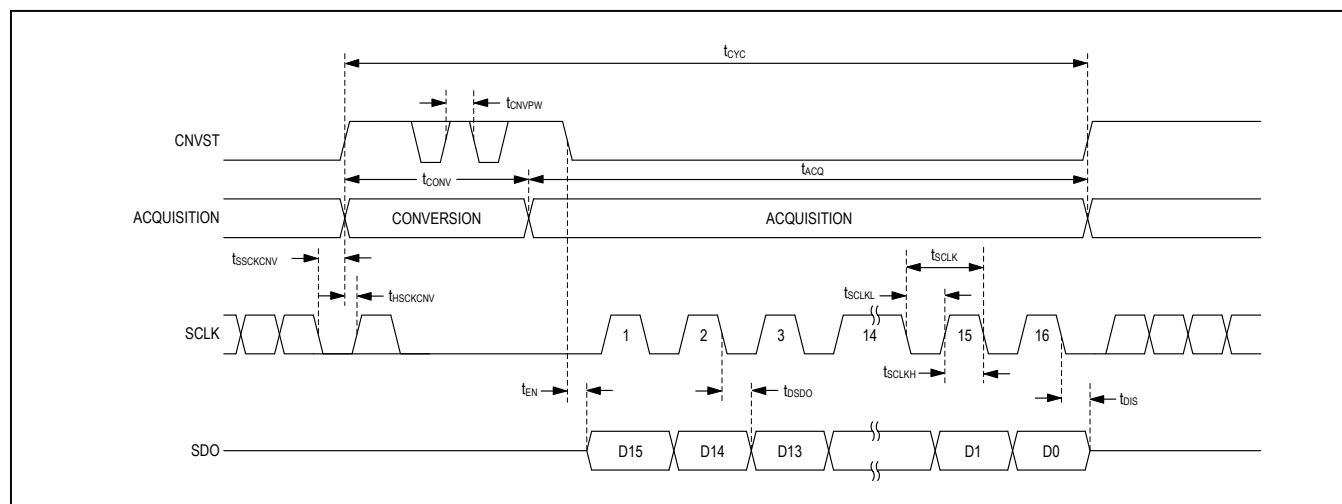 tCYC
tCNVPW
CNVST
tCONV
tACQ
ACQUISITION
CONVERSION
ACQUISITION
tSSCKCNV
tHSCKCNV
tSCLK
tSCLKL
SCLK
1
2
3
14
15
16
tSCLKH
tEN
tDSDO
tDIS
SDO
D15
D14
D13
D1
D0